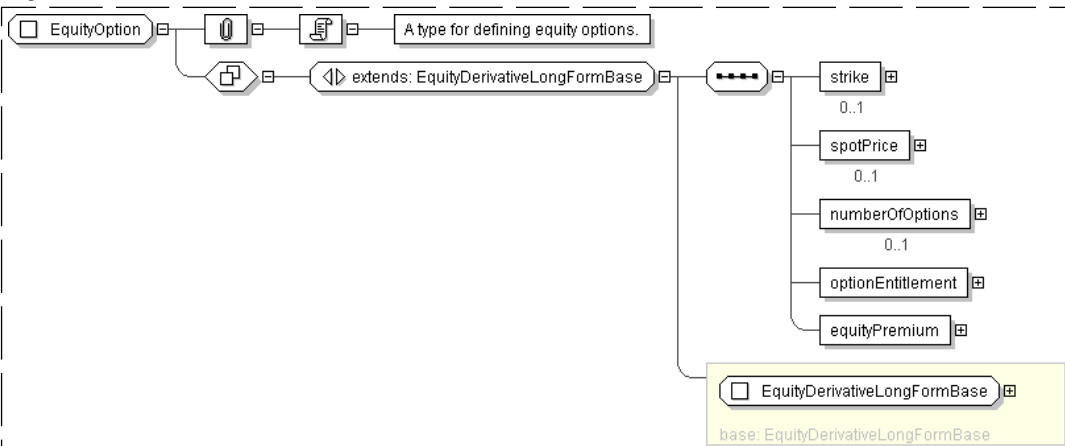 EquityOption
A type for defining equity options.
extends: EquityDerivativeLongFormBase
strike
0..1
spotPrice
0..1
numberOfOptions
0..1
optionEntitlement
equityPremium
EquityDerivativeLongFormBase
base: EquityDerivativeLongFormBase